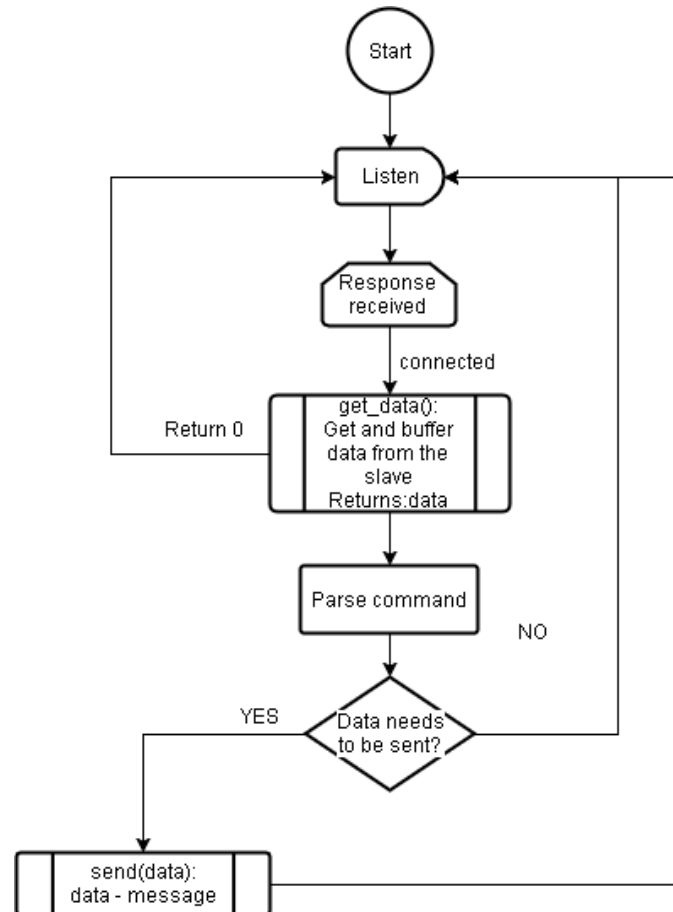 Start
Listen
Response
received
connected
Return 0
get_data():
Get and buffer
data from the
slave
Returns:data
Parse command
NO
YES
Data needs
to be sent?
send(data):
data - message